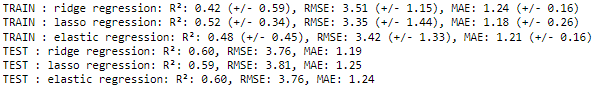 TRAIN : ridge regression: R²: 0.42 (+/- 0.59), RMSE: 3.51 (+/- 1.15), MAE: 1.24 (+/- 0.16)
TRAIN : lasso regression: R²: 0.52 (+/- 0.34), RMSE: 3.35 (+/- 1.44), MAE: 1.18 (+/- 0.26)
TRAIN : elastic regression: R²: 0.48 (+/- 0.45), RMSE: 3.42 (+/- 1.33), MAE: 1.21 (+/- 0.16)
TEST : ridge regression: R²: 0.60, RMSE: 3.76, MAE: 1.19
TEST : lasso regression: R²: 0.59, RMSE: 3.81, MAE: 1.25
TEST : elastic regression: R²: 0.60, RMSE: 3.76, MAE: 1.24